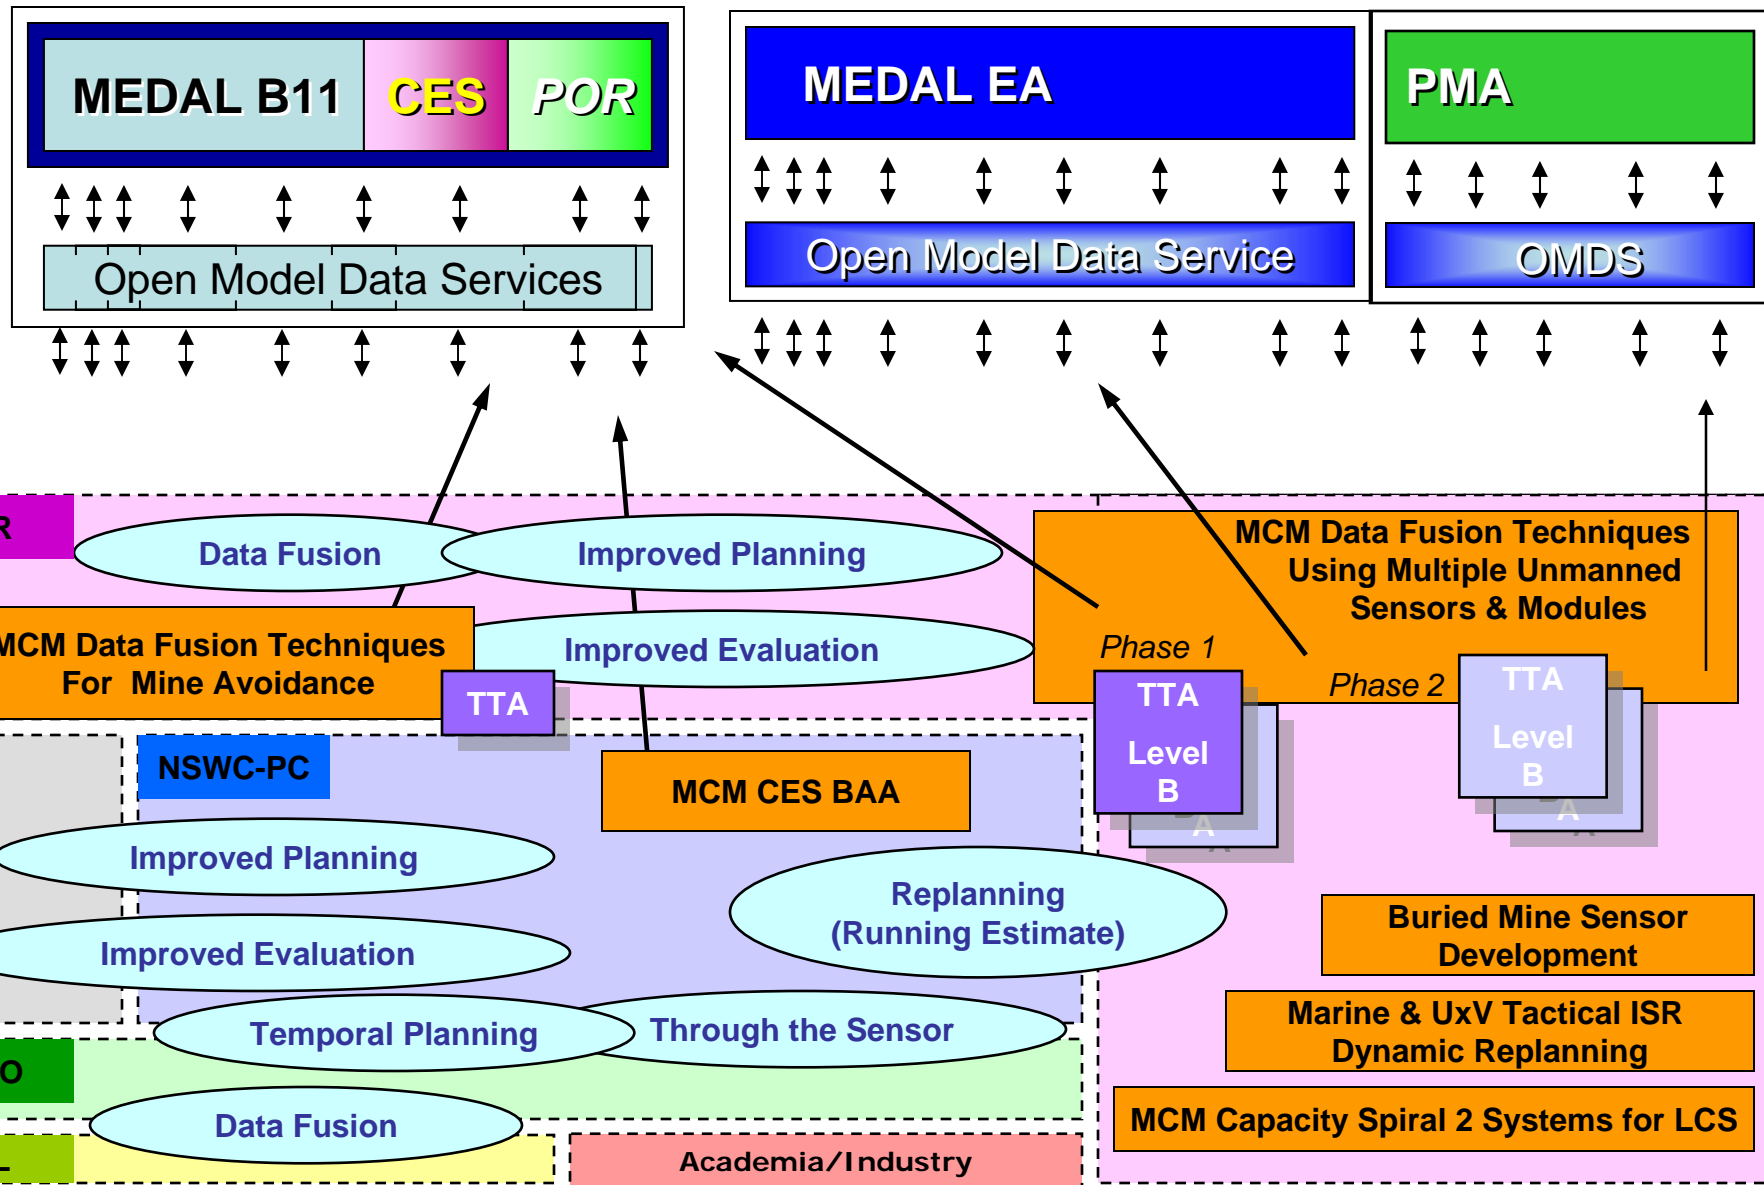 MEDAL B11
CES
POR
MEDAL EA
PMA
Open Model Data Services
Open Model Data Service
OMDS
R
Data Fusion
Improved Planning
MCM Data Fusion Techniques
Using Multiple Unmanned
Sensors & Modules
MCM Data Fusion Techniques
For Mine Avoidance
Improved Evaluation
Phase 1
Phase 2
TTA
TTA
Level
B
A
A
TTA
Level
B
A
A
NSWC-PC
MCM CES BAA
Improved Planning
Replanning
(Running Estimate)
Improved Evaluation
Buried Mine Sensor
Development
Temporal Planning
Through the Sensor
Marine & UxV Tactical ISR
Dynamic Replanning
O
Data Fusion
MCM Capacity Spiral 2 Systems for LCS
L
Academia/Industry